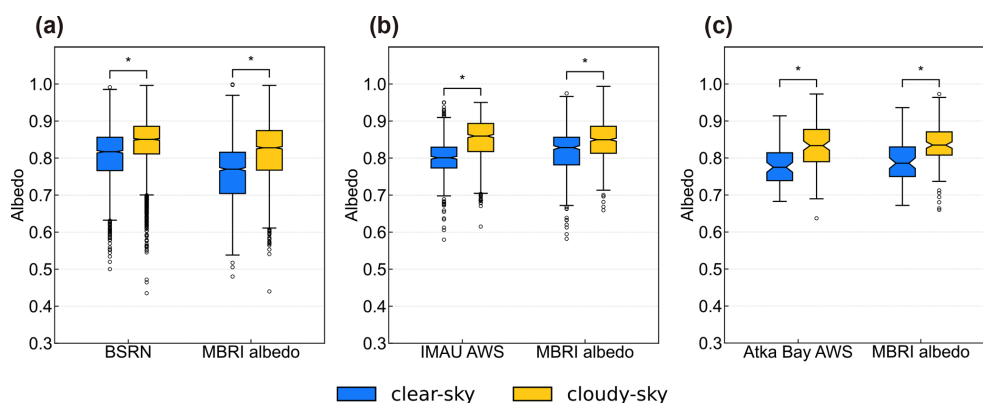 (a)
(b)
(c)
Albedo
1.0
0.9
0.8
0.7
0.6
0.5
0.4
0.3
*
*
BSRN
MBRI albedo
Albedo
1.0
0.9
0.8
0.7
0.6
0.5
0.4
0.3
*
*
IMAU AWS
MBRI albedo
Albedo
1.0
0.9
0.8
0.7
0.6
0.5
0.4
0.3
*
*
Atka Bay AWS
MBRI albedo
clear-sky
cloudy-sky